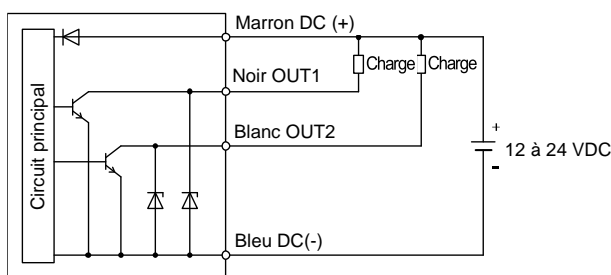 Marron DC (+)
Charge
Charge
Noir OUT1
Circuit principal
Blanc OUT2
+
12 à 24 VDC
-
Bleu DC(-)